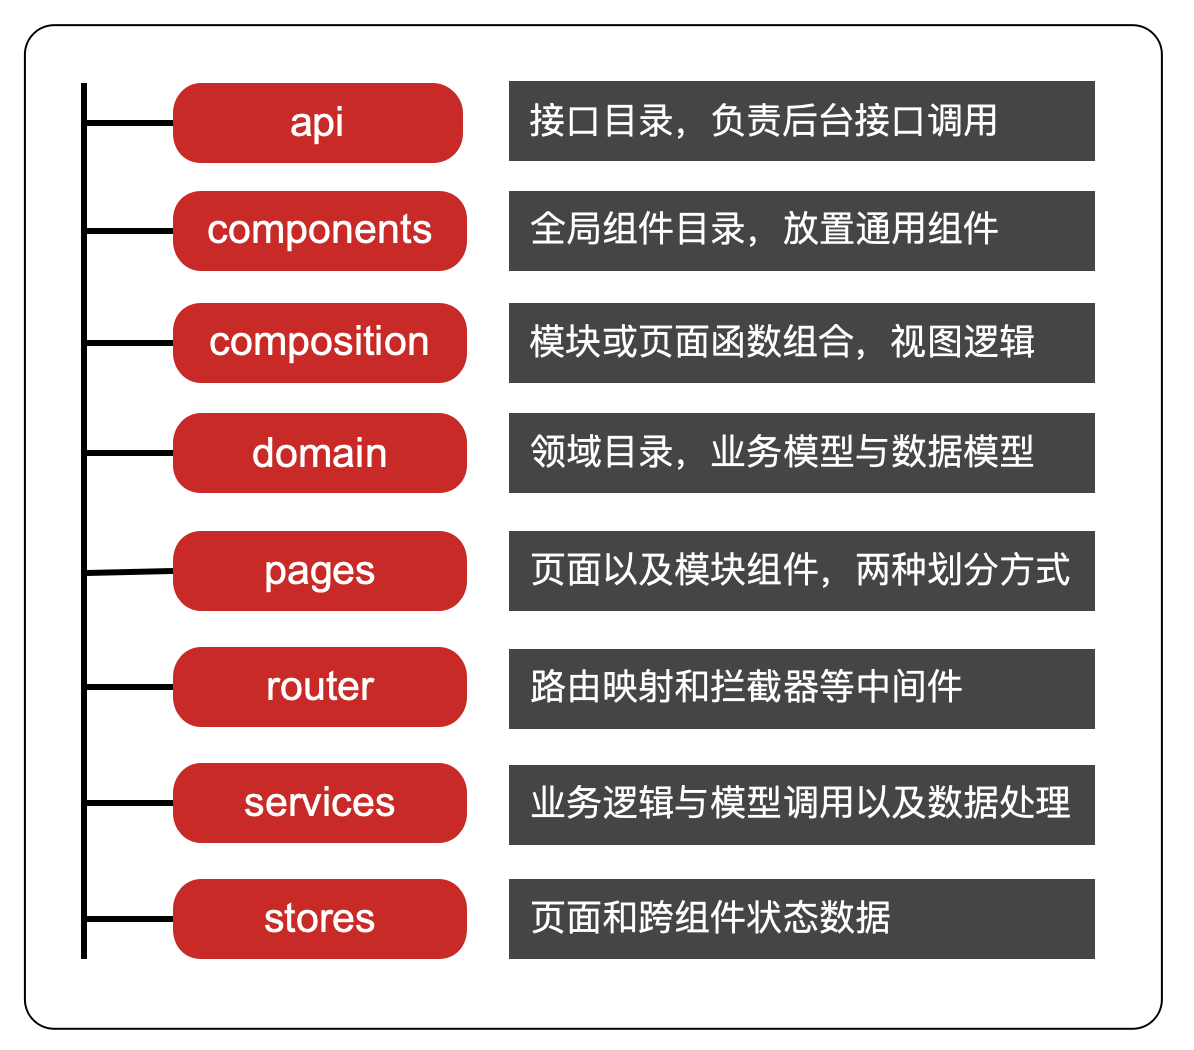 api
接口目录，负责后台接口调用
components
全局组件目录，放置通用组件
composition
模块或页面函数组合，视图逻辑
domain
领域目录，业务模型与数据模型
pages
页面以及模块组件，两种划分方式
router
路由映射和拦截器等中间件
services
业务逻辑与模型调用以及数据处理
stores
页面和跨组件状态数据